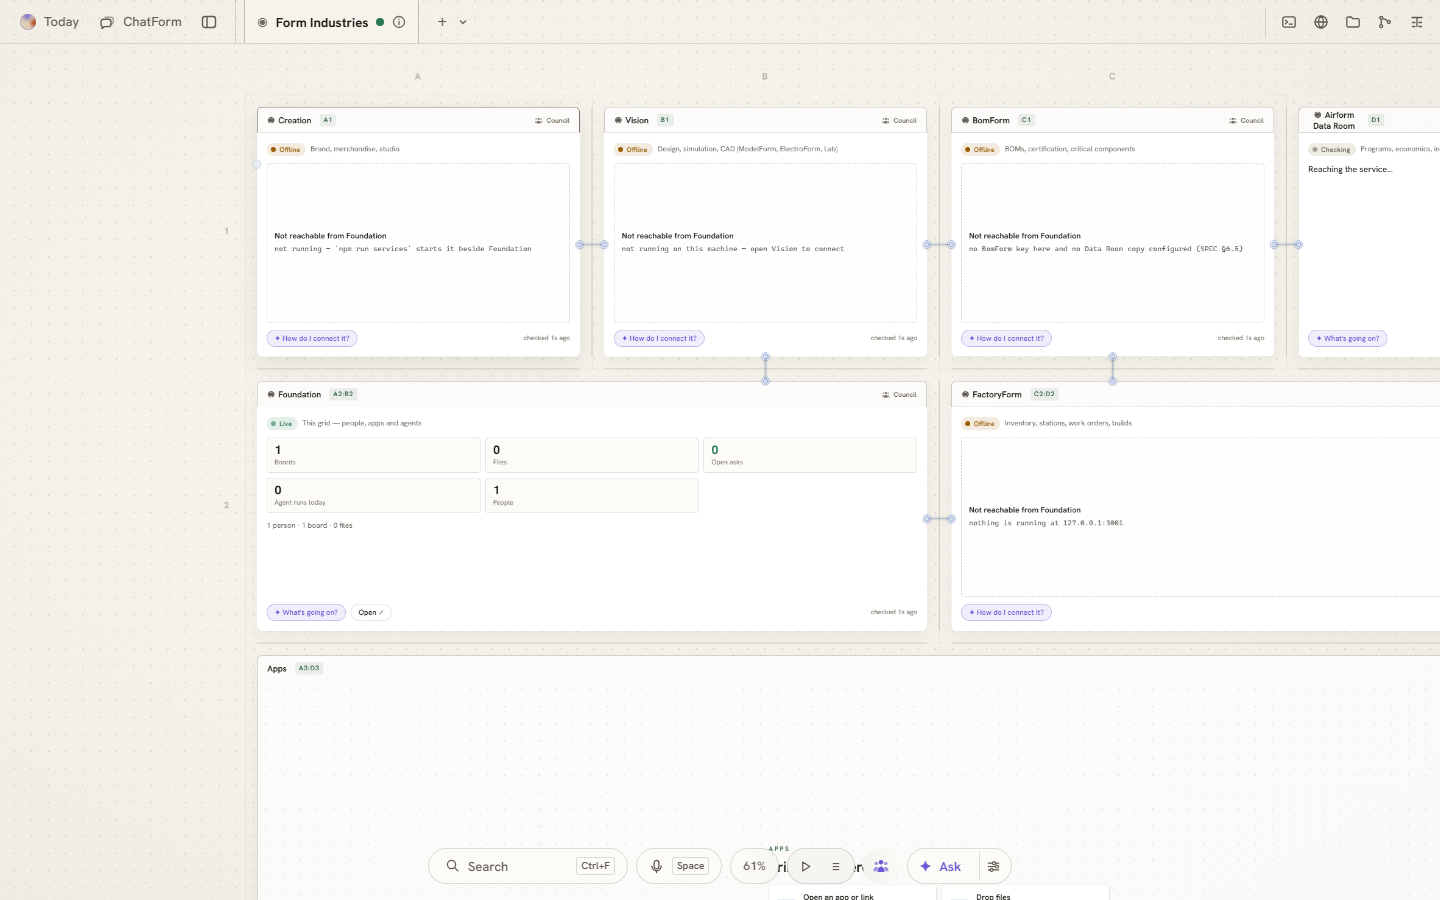 Today
ChatForm
Form Industries
A
B
C
1
Creation A1 Council
Offline Brand, merchandise, studio
Not reachable from Foundation
not running — `npm run services` starts it beside Foundation
How do I connect it?
checked 1s ago
Vision B1 Council
Offline Design, simulation, CAD (ModelForm, ElectroForm, Lab)
Not reachable from Foundation
not running on this machine — open Vision to connect
How do I connect it?
checked 1s ago
BomForm C1 Council
Offline BOMs, certification, critical components
Not reachable from Foundation
no BomForm key here and no Data Room copy configured (SPEC §6.5)
How do I connect it?
checked 1s ago
Airform
Data Room D1
Checking Programs, economics, in
Reaching the service…
What's going on?
2
Foundation A2:B2 Council
Live This grid — people, apps and agents
1
Boards
0
Files
0
Open asks
0
Agent runs today
1
People
1 person · 1 board · 0 files
What's going on?
Open ↗
checked 1s ago
FactoryForm C2:D2
Offline Inventory, stations, work orders, builds
Not reachable from Foundation
nothing is running at 127.0.0.1:3001
How do I connect it?
Apps A3:D3
APPS
Search Ctrl+F
Space
61%
Ask
Open an app or link
Drop files